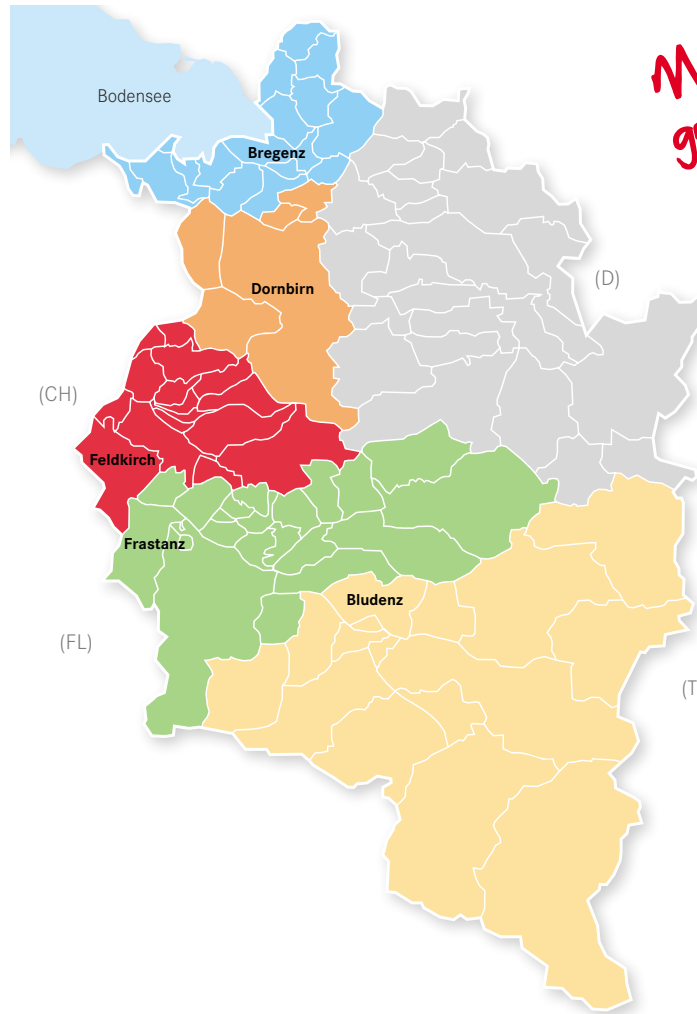 Bodensee
Bregenz
(D)
Dornbirn
(CH)
Feldkirch
Frastanz
Bludenz
(FL)